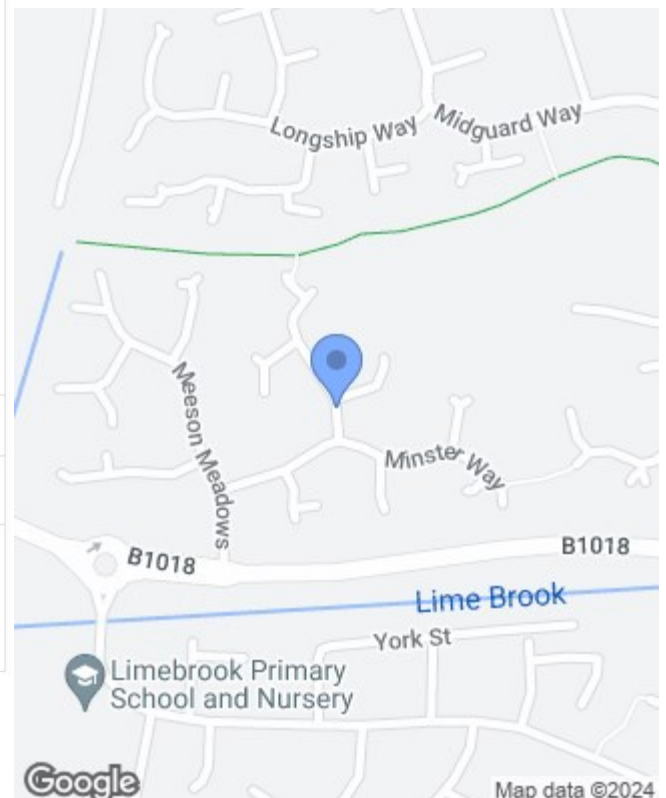 Longship Way
Midguard Way
Meeson Meadows
Minster Way
B1018
B1018
Lime Brook
York St
Limebrook Primary
School and Nursery
Google
Map data ©2024